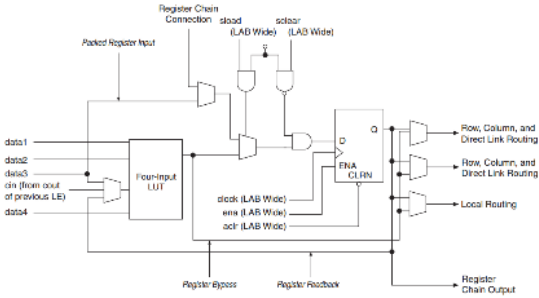 Register Chain
Connection
sload
(LAB Wide)
sclear
(LAB Wide)
Packed Register Input
data1
data2
data3
cin (from cout
of previous LE)
data4
Four-Input
LUT
clock (LAB Wide)
ena (LAB Wide)
aclr (LAB Wide)
D
Q
ENA
CLRN
Row, Column, and
Direct Link Routing
Row, Column, and
Direct Link Routing
Local Routing
Register
Chain Output
Register Bypass
Register Feedback